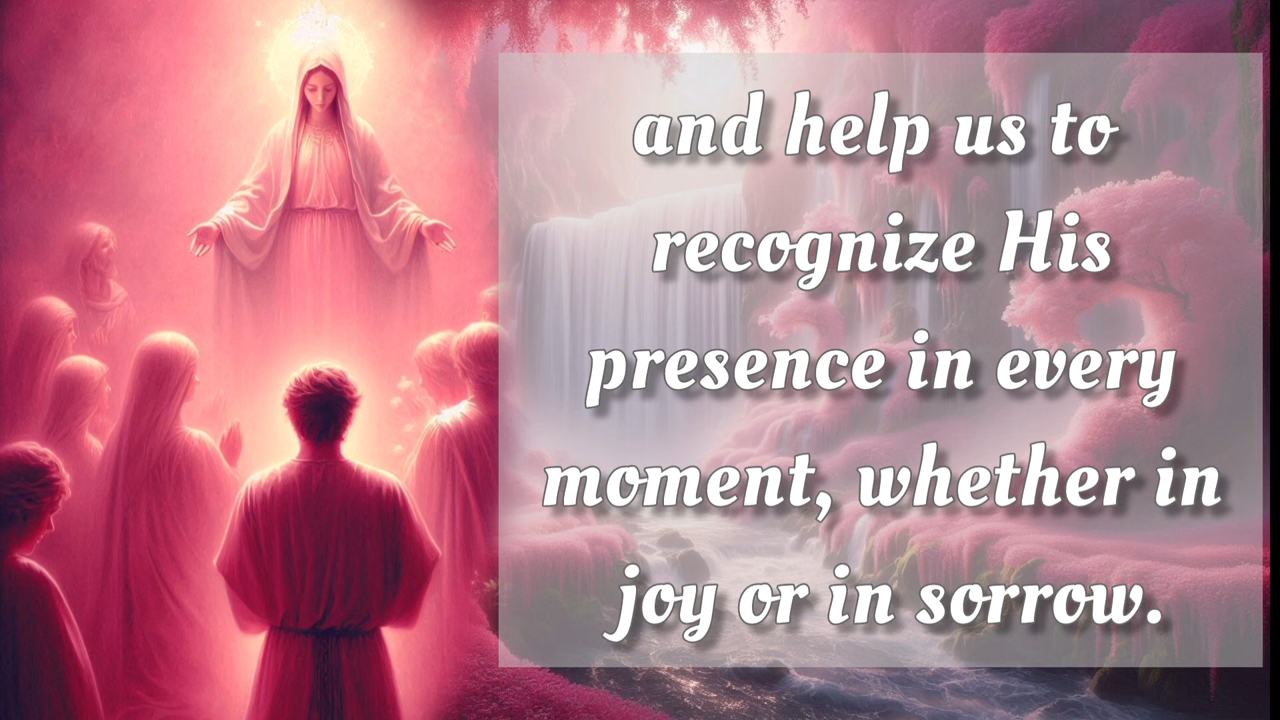 and help us to
recognize His
presence in every
moment, whether in
joy or in sorrow.